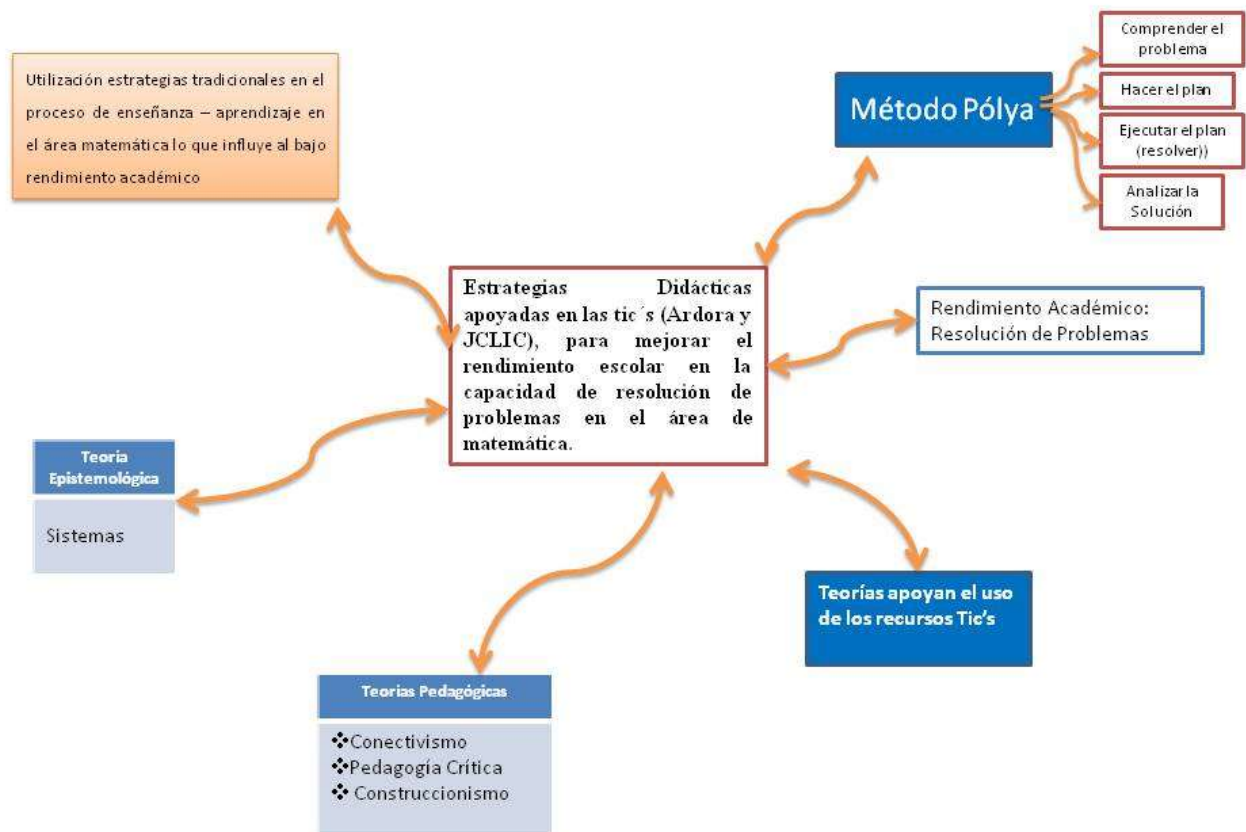 Utilización estrategias tradicionales en el
proceso de enseñanza – aprendizaje en
el área matemática lo que influye al bajo
rendimiento académico
Método Pólya
Comprender el
problema
Hacer el plan
Ejecutar el plan
(resolver))
Analizar la
Solución
Estrategias Didácticas
apoyadas en las tic´s (Ardora y
JCLIC), para mejorar el
rendimiento escolar en la
capacidad de resolución de
problemas en el área de
matemática.
Rendimiento Académico:
Resolución de Problemas
Teoria
Epistemológica
Sistemas
Teorías apoyan el uso
de los recursos Tic's
Teorias Pedagógicas
❖Conectivismo
❖Pedagogía Crítica
❖ Construccionismo